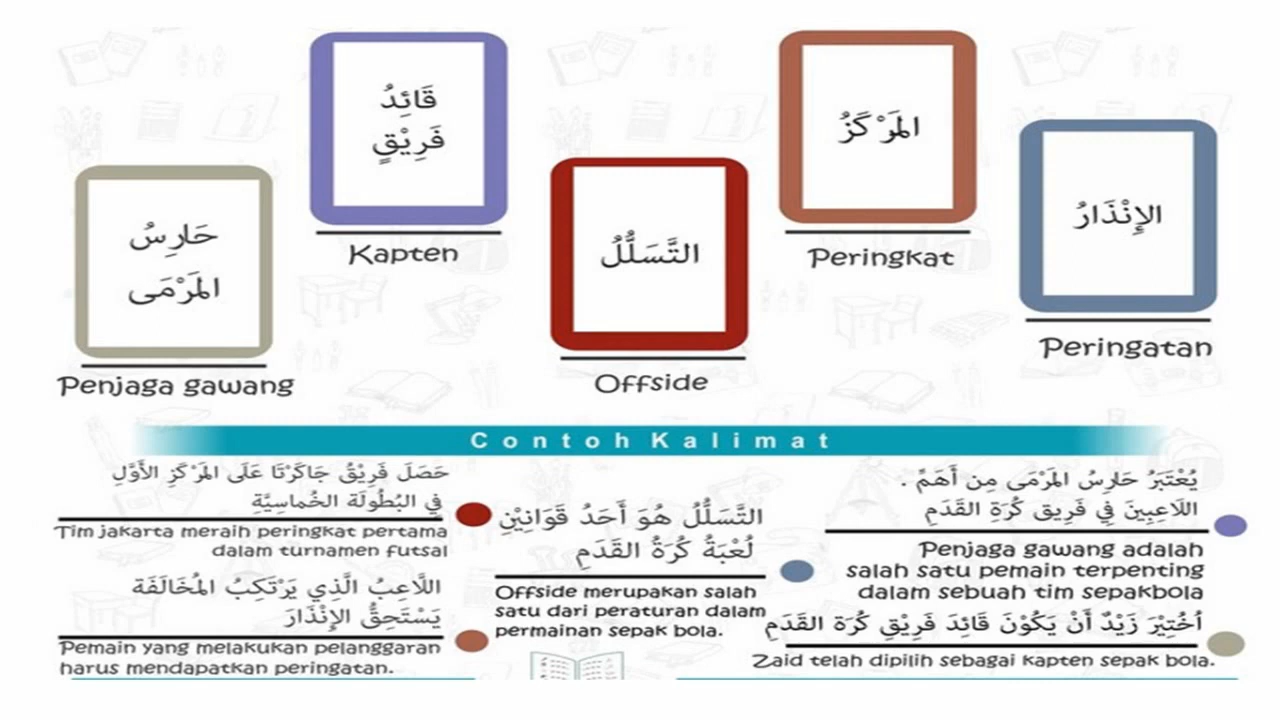 قَائِدُ
فَرِيْقٍ
Kapten
المَرْكَزُ
Peringkat
الإِنْذَارُ
Peringatan
حَارِسُ
المَرْمَى
Penjaga gawang
التَّسَلُّلُ
Offside
Contoh Kalimat
حَصَلَ فَرِيْقُ جَاكَرْتَا عَلَى المَرْكَزِ الأَوَّلِ
فِي البُطُولَة الخُماسِيَّةِ
Tim jakarta meraih peringkat pertama
dalam turnamen futsal
اللَّاعِبُ الَّذِي يَرْتَكِبُ المُخَالَفَة
يَسْتَحِقُّ الإِنْذَارَ
Pemain yang melakukan pelanggaran
harus mendapatkan peringatan.
التَّسَلُّلُ هُوَ أَحَدُ قَوَانِيْنِ
لُعْبَةُ كُرَةُ القَدَمِ
Offside merupakan salah
satu dari peraturan dalam
permainan sepak bola.
يُعْتَبَرُ حَارِسُ المَرْمَى مِن أَهَمِّ .
اللَاعِبِينَ فِي فَرِيق كُرَةِ القَدَمِ
Penjaga gawang adalah
salah satu pemain terpenting
dalam sebuah tim sepakbola
اُخْتِيْرَ زَيْدٌ أَنْ يَكُوْنَ قَائِدَ فَرِيْقِ كُرَة القَدَمِ
Zaid telah dipilih sebagai kapten sepak bola.